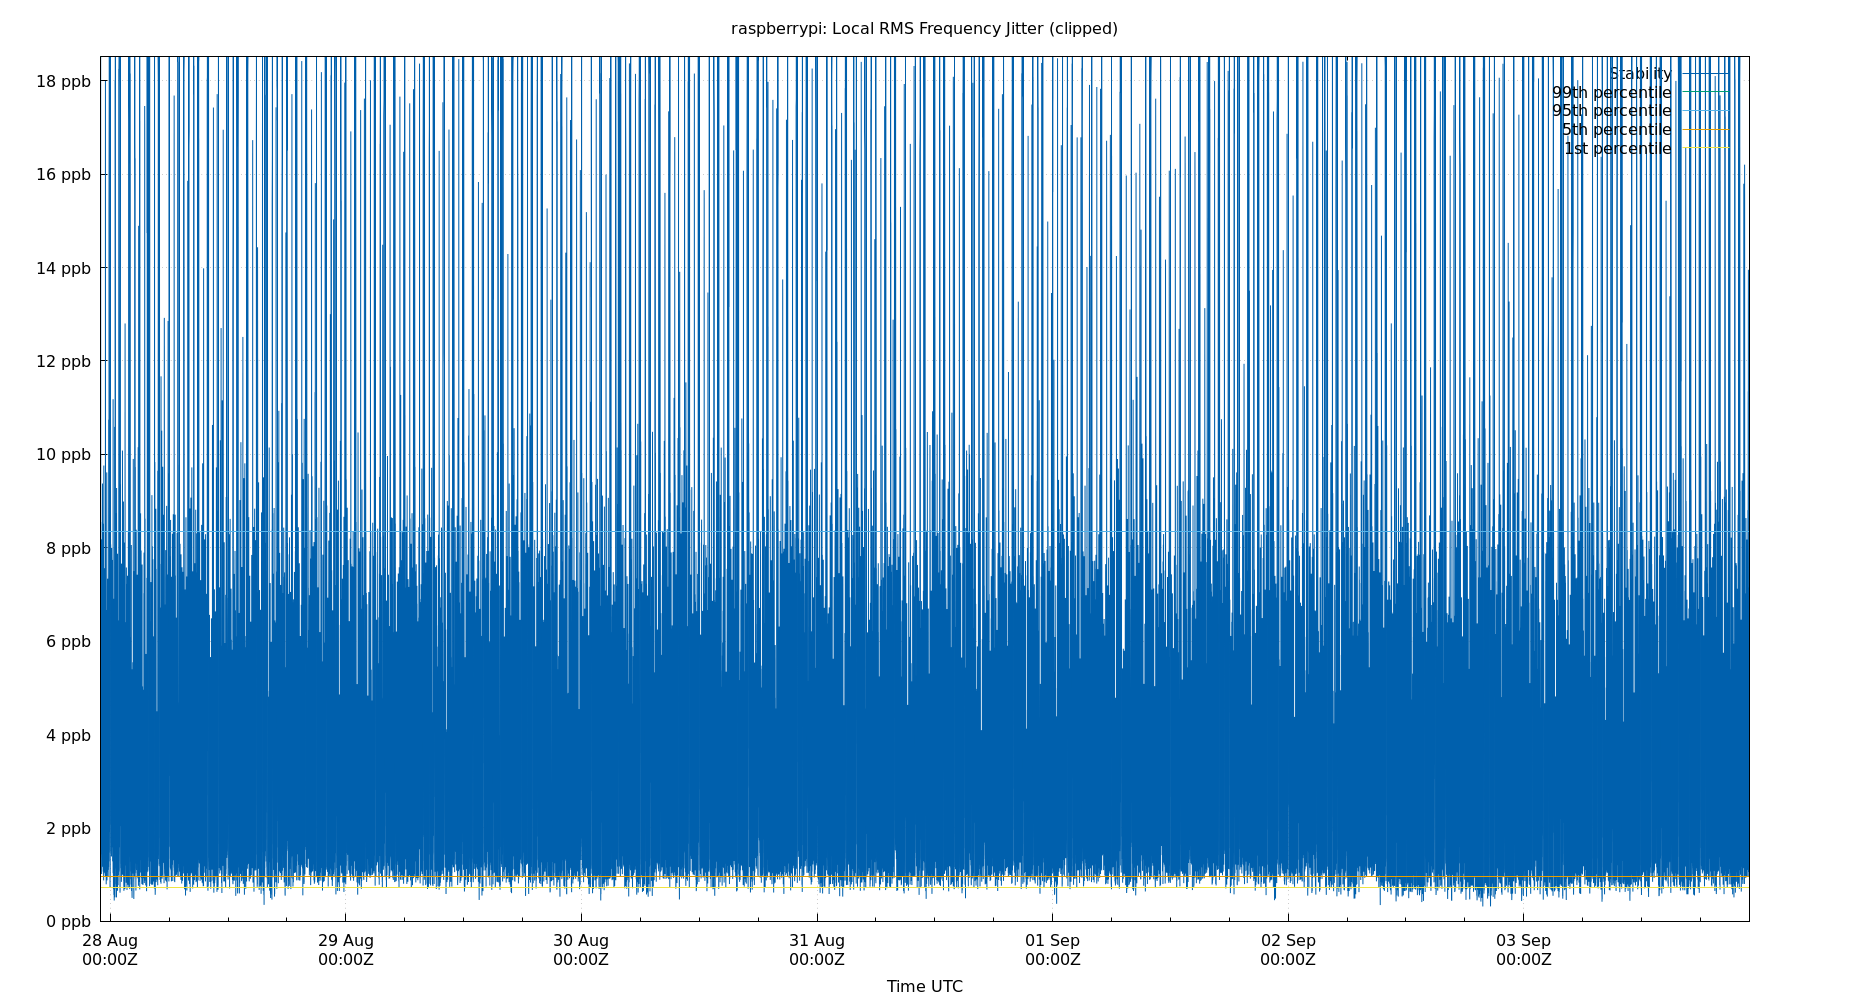 raspberrypi: Local RMS Frequency Jitter (clipped)
18 ppb
16 ppb
14 ppb
12 ppb
10 ppb
8 ppb
6 ppb
4 ppb
2 ppb
0 ppb
Stability
99th percentile
95th percentile
5th percentile
1st percentile
28 Aug
00:00Z
29 Aug
00:00Z
30 Aug
00:00Z
31 Aug
00:00Z
01 Sep
00:00Z
02 Sep
00:00Z
03 Sep
00:00Z
Time UTC